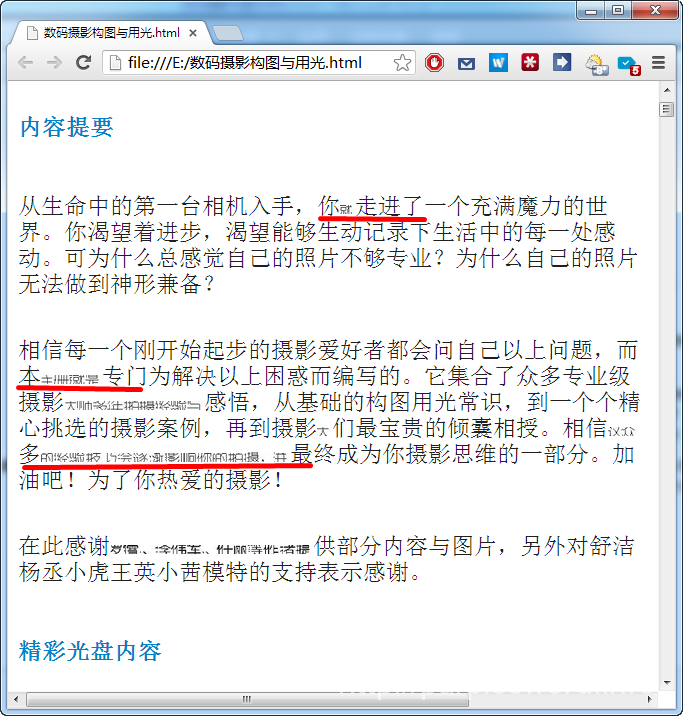 数码摄影构图与用光.html
file:///E:/数码摄影构图与用光.html
5
内容提要
从生命中的第一台相机入手，你就走进了一个充满魔力的世
界。你渴望着进步，渴望能够生动记录下生活中的每一处感
动。可为什么总感觉自己的照片不够专业？为什么自己的照片
无法做到神形兼备？
相信每一个刚开始起步的摄影爱好者都会问自己以上问题，而
本 专门为解决以上困惑而编写的。它集合了众多专业级
摄影 感悟，从基础的构图用光常识，到一个个精
心挑选的摄影案例，再到摄影大们最宝贵的倾囊相授。相信
多 最终成为你摄影思维的一部分。加
油吧！为了你热爱的摄影！
在此感谢 供部分内容与图片，另外对舒洁
杨丞小虎王英小茜模特的支持表示感谢。
精彩光盘内容